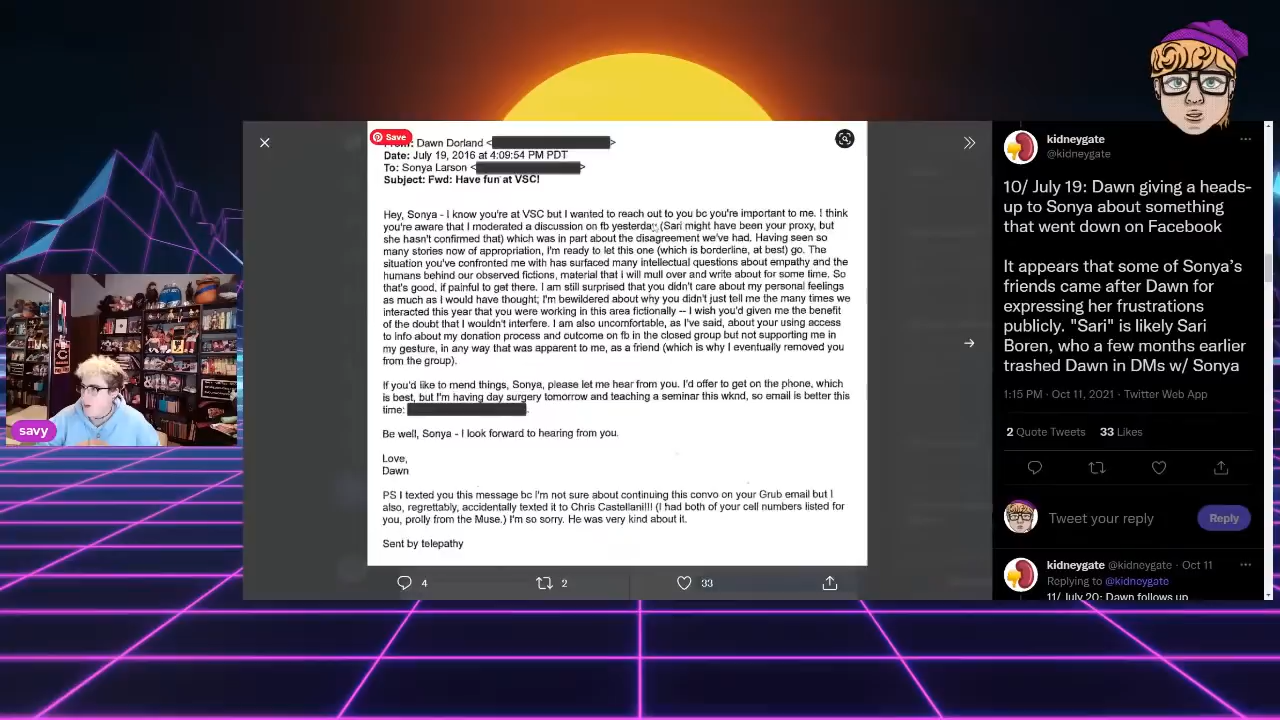 Save
From: Dawn Dorland < >
Date: July 19, 2016 at 4:09:54 PM PDT
To: Sonya Larson < >
Subject: Fwd: Have fun at VSC!
Hey, Sonya - I know you're at VSC but I wanted to reach out to you bc you're important to me. I think
you're aware that I moderated a discussion on fb yesterday (Sari might have been your proxy, but
she hasn't confirmed that) which was in part about the disagreement we've had. Having seen so
many stories now of appropriation, I'm ready to let this one (which is borderline, at best) go. The
situation you've confronted me with has surfaced many intellectual questions about empathy and the
humans behind our observed fictions, material that I will mull over and write about for some time. So
that's good, if painful to get there. I am still surprised that you didn't care about my personal feelings
as much as I would have thought; I'm bewildered about why you didn't just tell me the many times we
interacted this year that you were working in this area fictionally -- I wish you'd given me the benefit
of the doubt that I wouldn't interfere. I am also uncomfortable, as I've said, about your using access
to info about my donation process and outcome on fb in the closed group but not supporting me in
my gesture, in any way that was apparent to me, as a friend (which is why I eventually removed you
from the group).
If you'd like to mend things, Sonya, please let me hear from you. I'd offer to get on the phone, which
is best, but I'm having day surgery tomorrow and teaching a seminar this wknd, so email is better this
time:
Be well, Sonya - I look forward to hearing from you.
Love,
Dawn
PS I texted you this message bc I'm not sure about continuing this convo on your Grub email but I
also, regrettably, accidentally texted it to Chris Castellani!!! (I had both of your cell numbers listed for
you, prolly from the Muse.) I'm so sorry. He was very kind about it.
Sent by telepathy
4
2
33
kidneygate
@kidneygate
10/ July 19: Dawn giving a heads-
up to Sonya about something
that went down on Facebook
It appears that some of Sonya's
friends came after Dawn for
expressing her frustrations
publicly. "Sari" is likely Sari
Boren, who a few months earlier
trashed Dawn in DMs w/ Sonya
1:15 PM · Oct 11, 2021 · Twitter Web App
2 Quote Tweets 33 Likes
Tweet your reply
Reply
kidneygate @kidneygate · Oct 11
Replying to @kidneygate
11/ July 20: Dawn follows up
savy